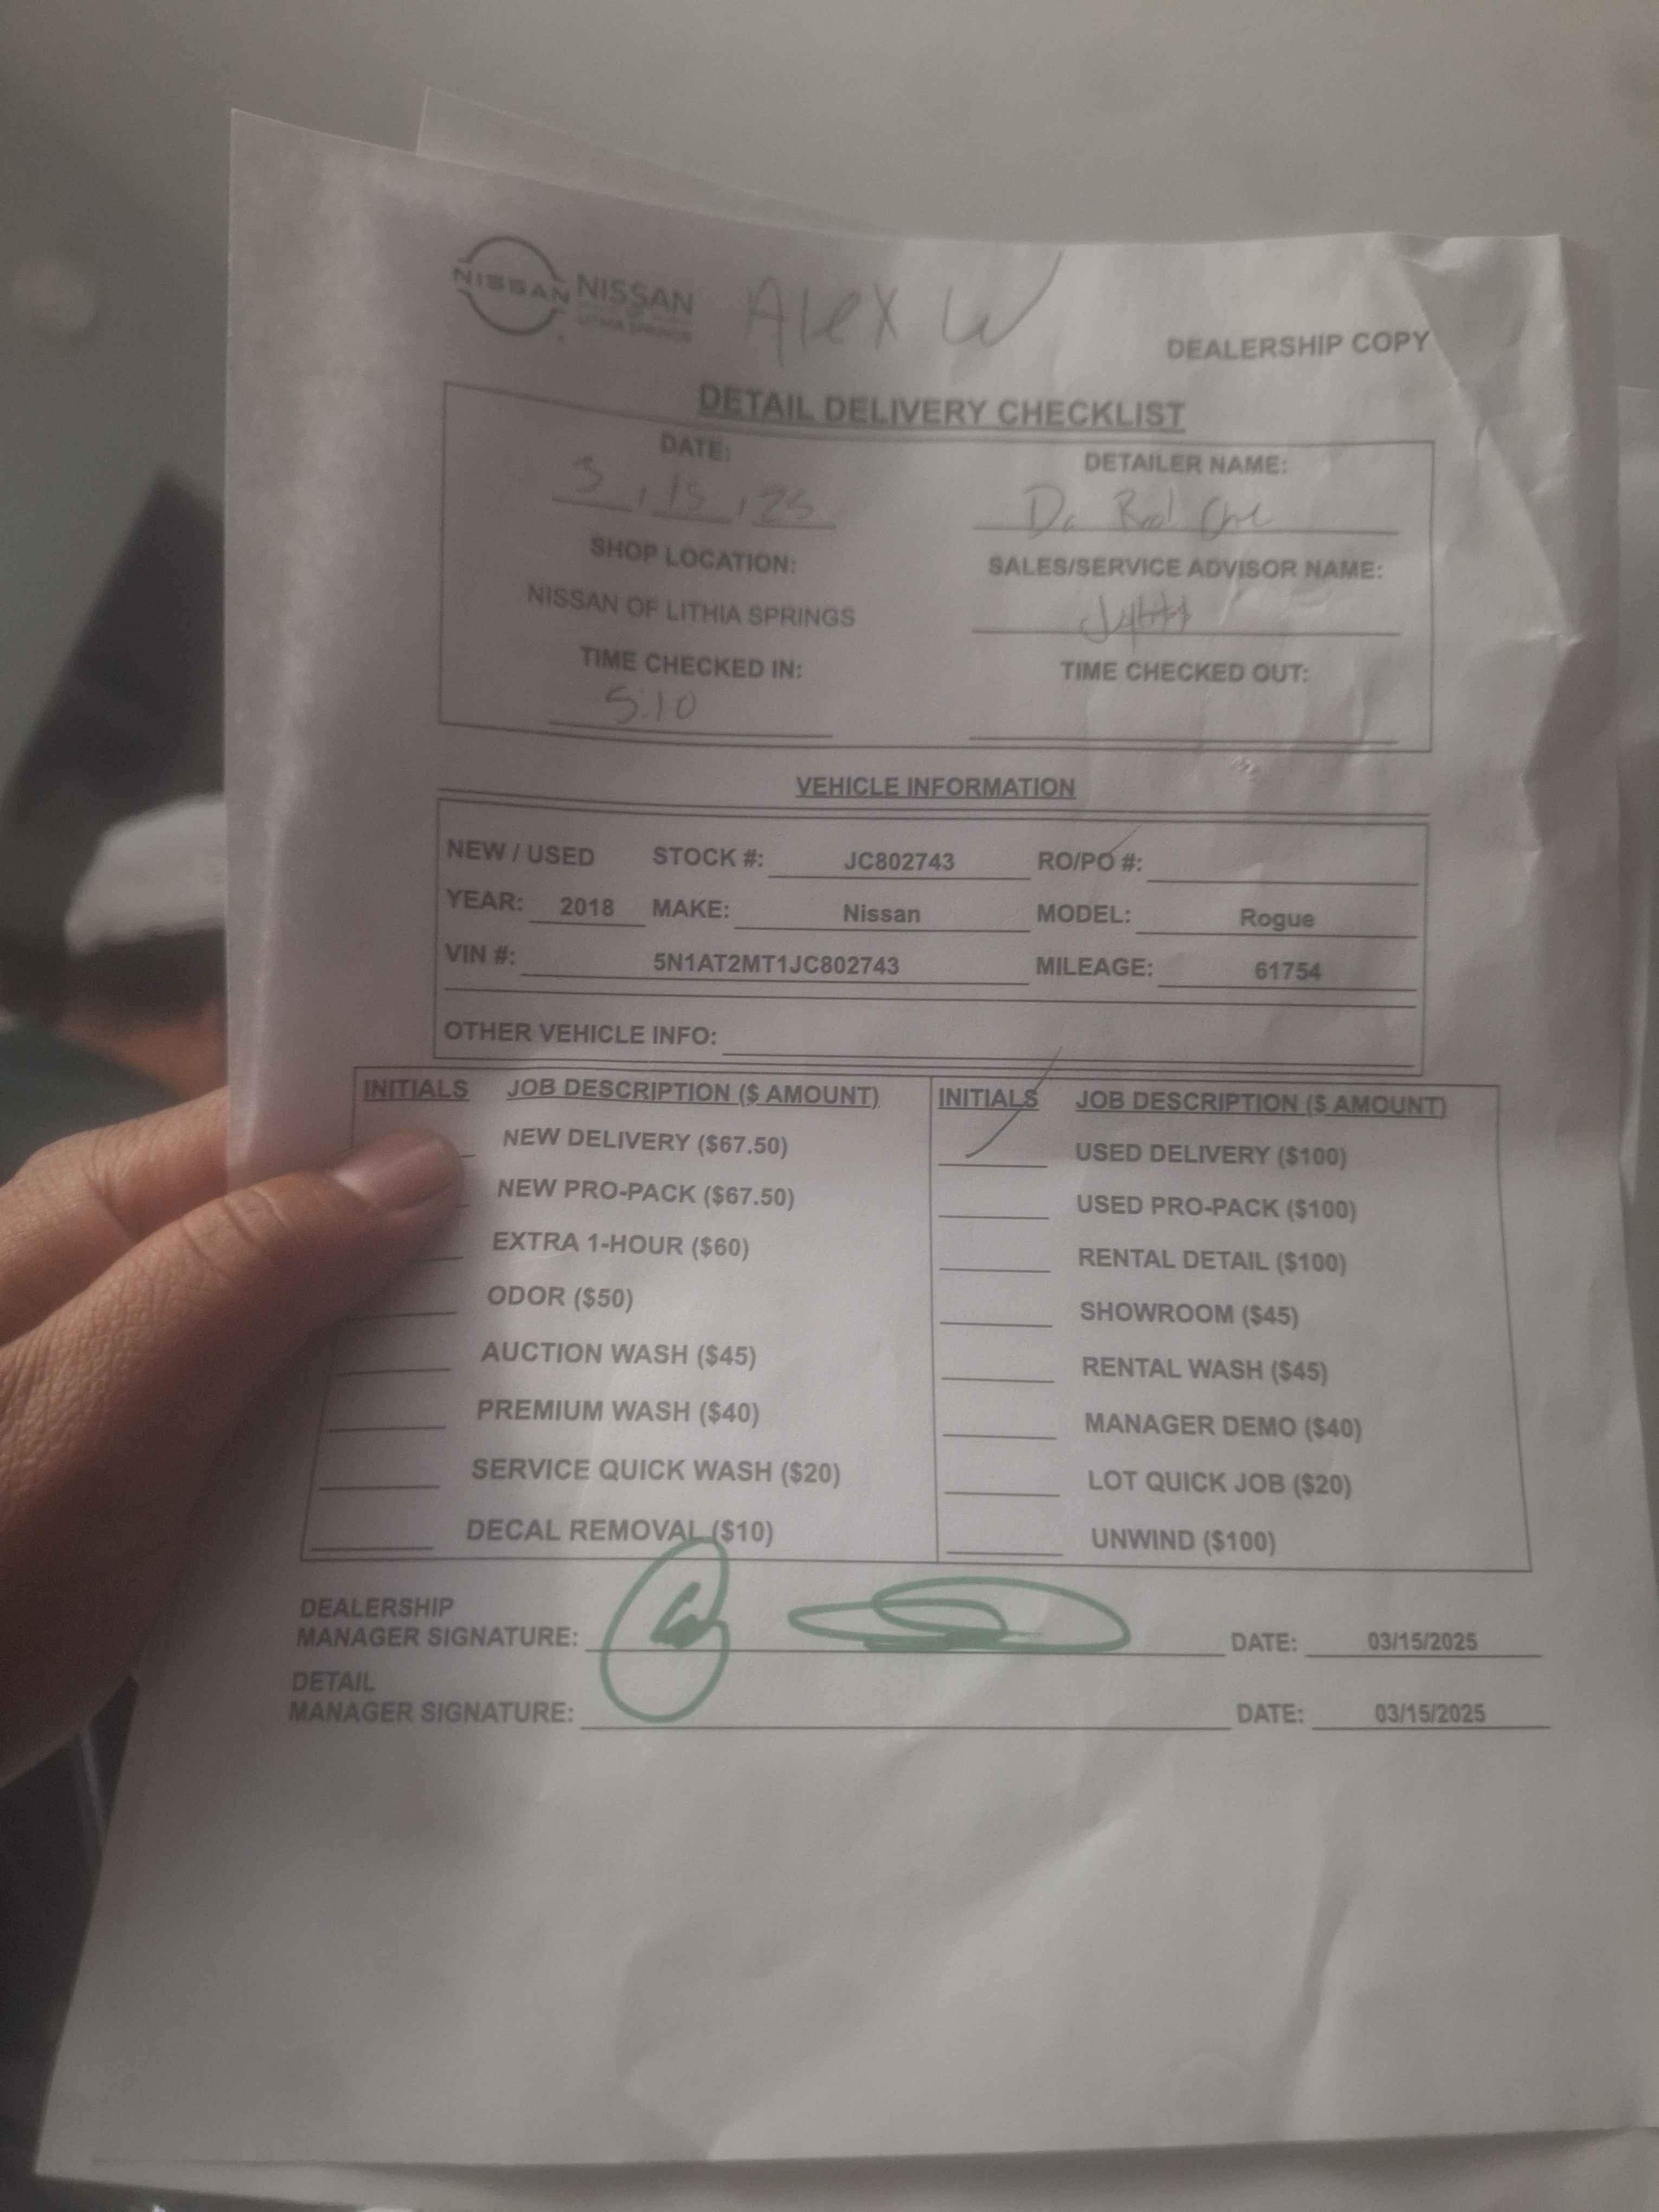 NISSAN NISSAN Alex W
LITHIA SPRINGS
DEALERSHIP COPY
DETAIL DELIVERY CHECKLIST
DATE: DETAILER NAME:
3, 15, 25
SHOP LOCATION: SALES/SERVICE ADVISOR NAME:
NISSAN OF LITHIA SPRINGS
TIME CHECKED IN: TIME CHECKED OUT:
5:10
VEHICLE INFORMATION
NEW / USED STOCK #: JC802743 RO/PO #:
YEAR: 2018 MAKE: Nissan MODEL: Rogue
VIN #: 5N1AT2MT1JC802743 MILEAGE: 61754
OTHER VEHICLE INFO:
INITIALS JOB DESCRIPTION ($ AMOUNT) INITIALS JOB DESCRIPTION ($ AMOUNT)
NEW DELIVERY ($67.50) USED DELIVERY ($100)
NEW PRO-PACK ($67.50) USED PRO-PACK ($100)
EXTRA 1-HOUR ($60) RENTAL DETAIL ($100)
ODOR ($50) SHOWROOM ($45)
AUCTION WASH ($45) RENTAL WASH ($45)
PREMIUM WASH ($40) MANAGER DEMO ($40)
SERVICE QUICK WASH ($20) LOT QUICK JOB ($20)
DECAL REMOVAL ($10) UNWIND ($100)
DEALERSHIP
MANAGER SIGNATURE: DATE: 03/15/2025
DETAIL
MANAGER SIGNATURE: DATE: 03/15/2025